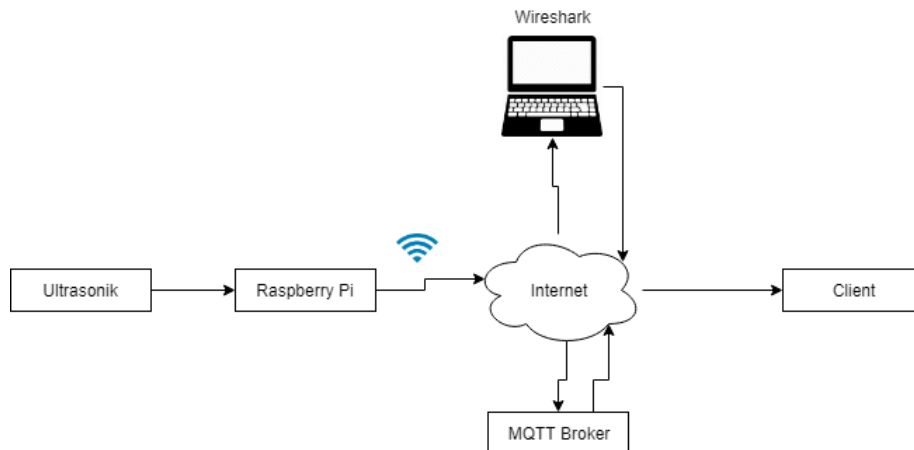 Wireshark
Ultrasonik
Raspberry Pi
Internet
Client
MQTT Broker